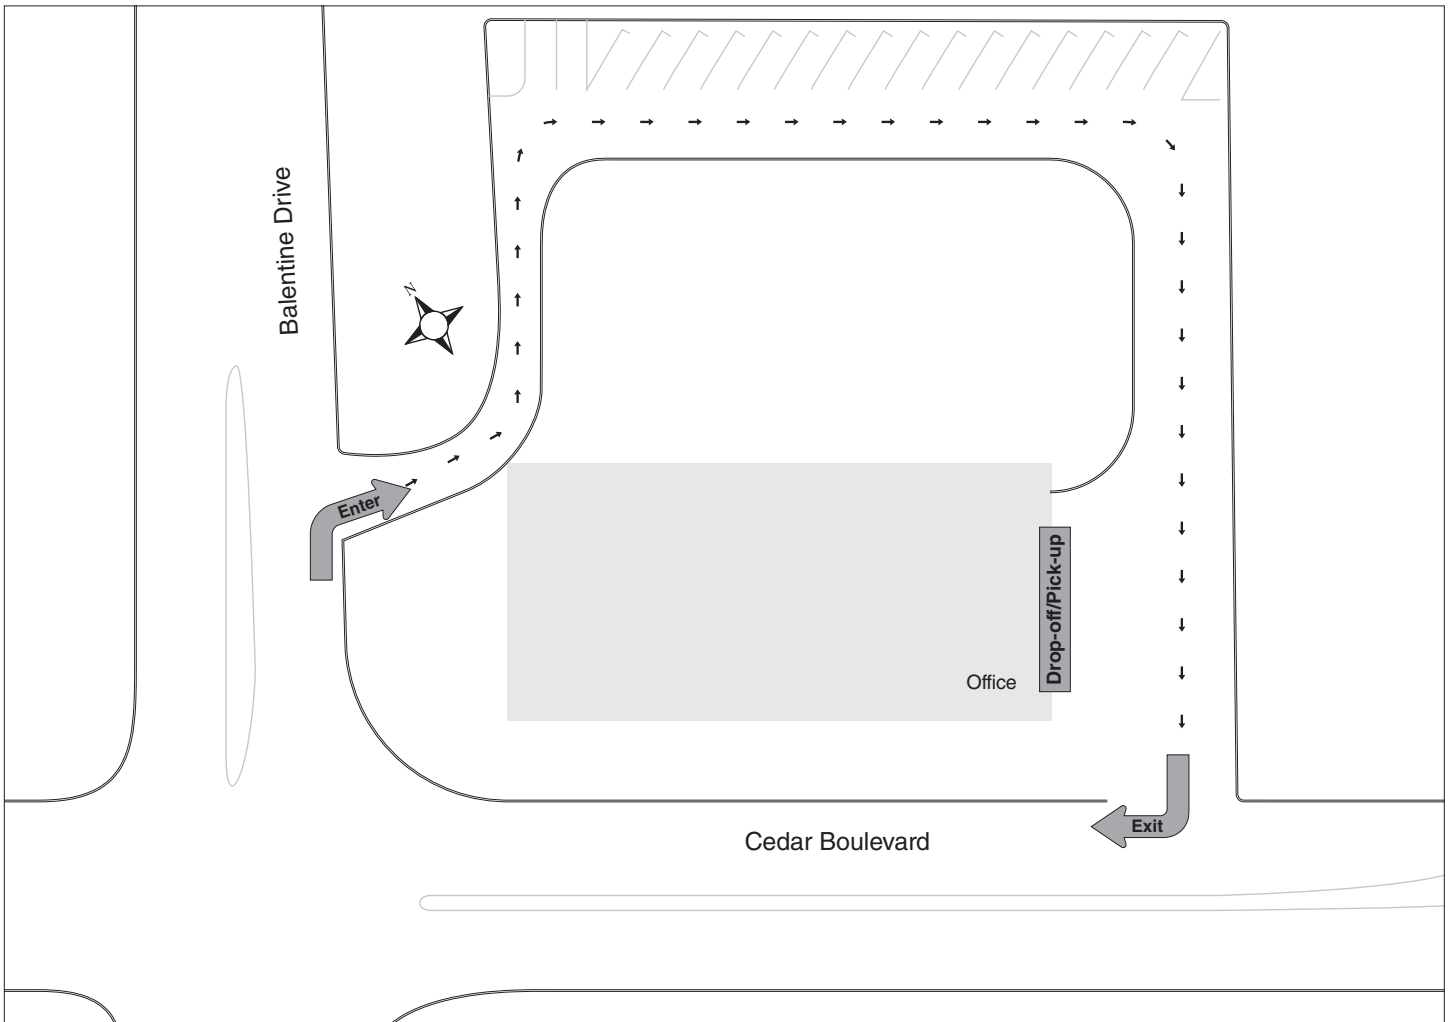 Balentine Drive
N
Enter
Drop-off/Pick-up
Office
Exit
Cedar Boulevard